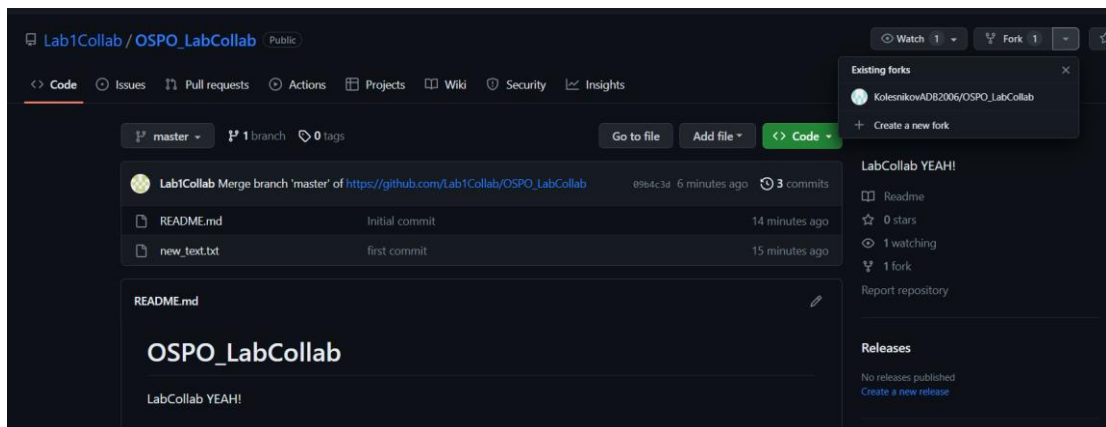 Lab1Collab / OSPO_LabCollab Public
Watch 1
Fork 1
Code Issues Pull requests Actions Projects Wiki Security Insights
Existing forks
KolesnikovADB2006/OSPO_LabCollab
Create a new fork
master 1 branch 0 tags
Go to file Add file Code
Lab1Collab Merge branch 'master' of https://github.com/Lab1Collab/OSPO_LabCollab 09b4c3d 6 minutes ago 3 commits
README.md Initial commit 14 minutes ago
new_text.txt first commit 15 minutes ago
README.md
OSPO_LabCollab
LabCollab YEAH!
LabCollab YEAH!
Readme
0 stars
1 watching
1 fork
Report repository
Releases
No releases published
Create a new release